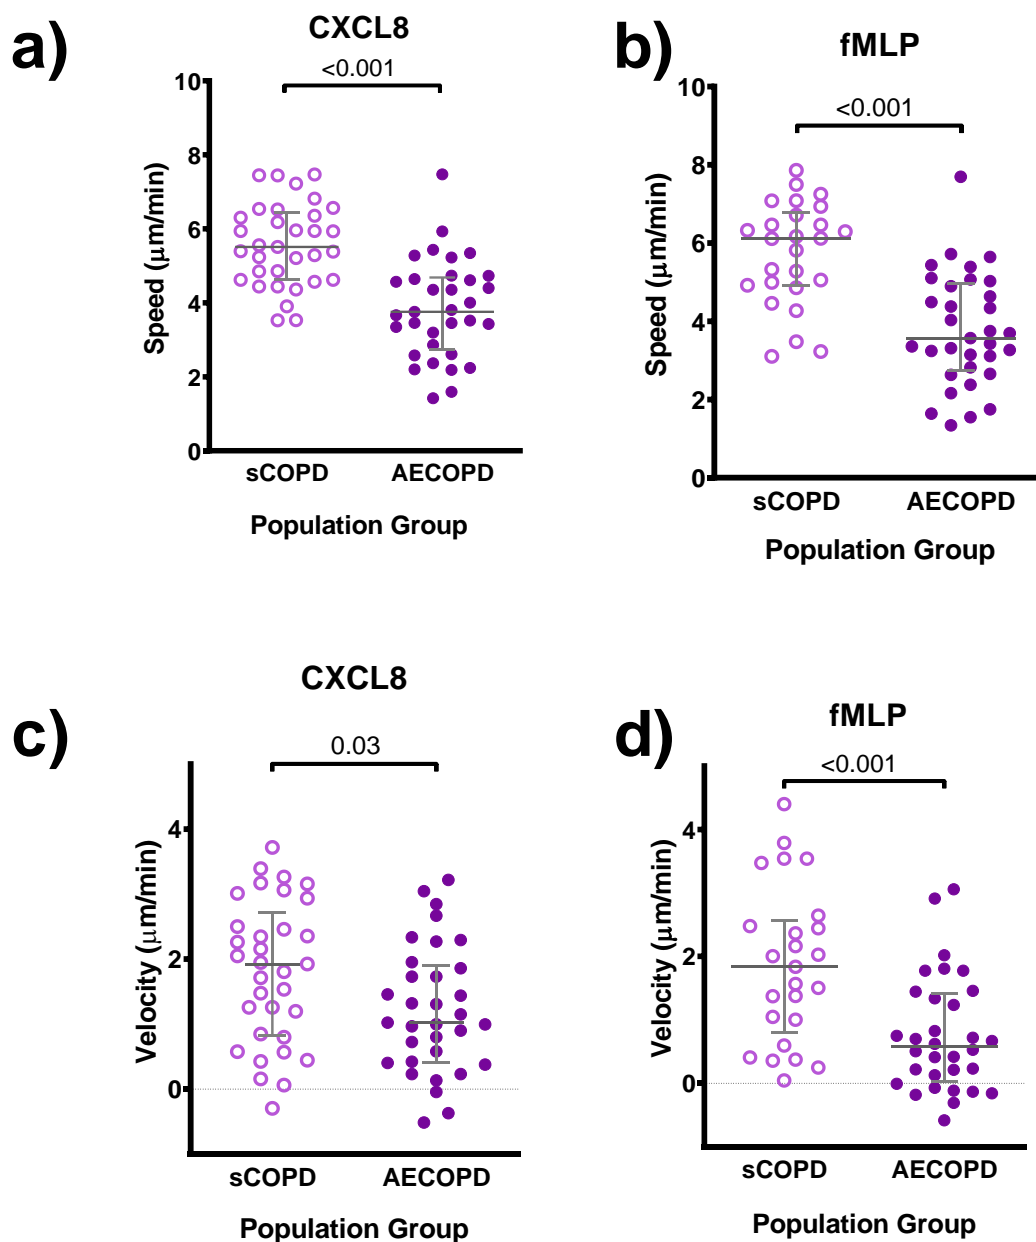 a)
CXCL8
<0.001
10
8
6
4
2
0
Speed (μm/min)
sCOPD AECOPD
Population Group
b)
fMLP
<0.001
10
8
6
4
2
0
Speed (μm/min)
sCOPD AECOPD
Population Group
c)
CXCL8
0.03
4
2
0
Velocity (μm/min)
sCOPD AECOPD
Population Group
d)
fMLP
<0.001
4
2
0
Velocity (μm/min)
sCOPD AECOPD
Population Group